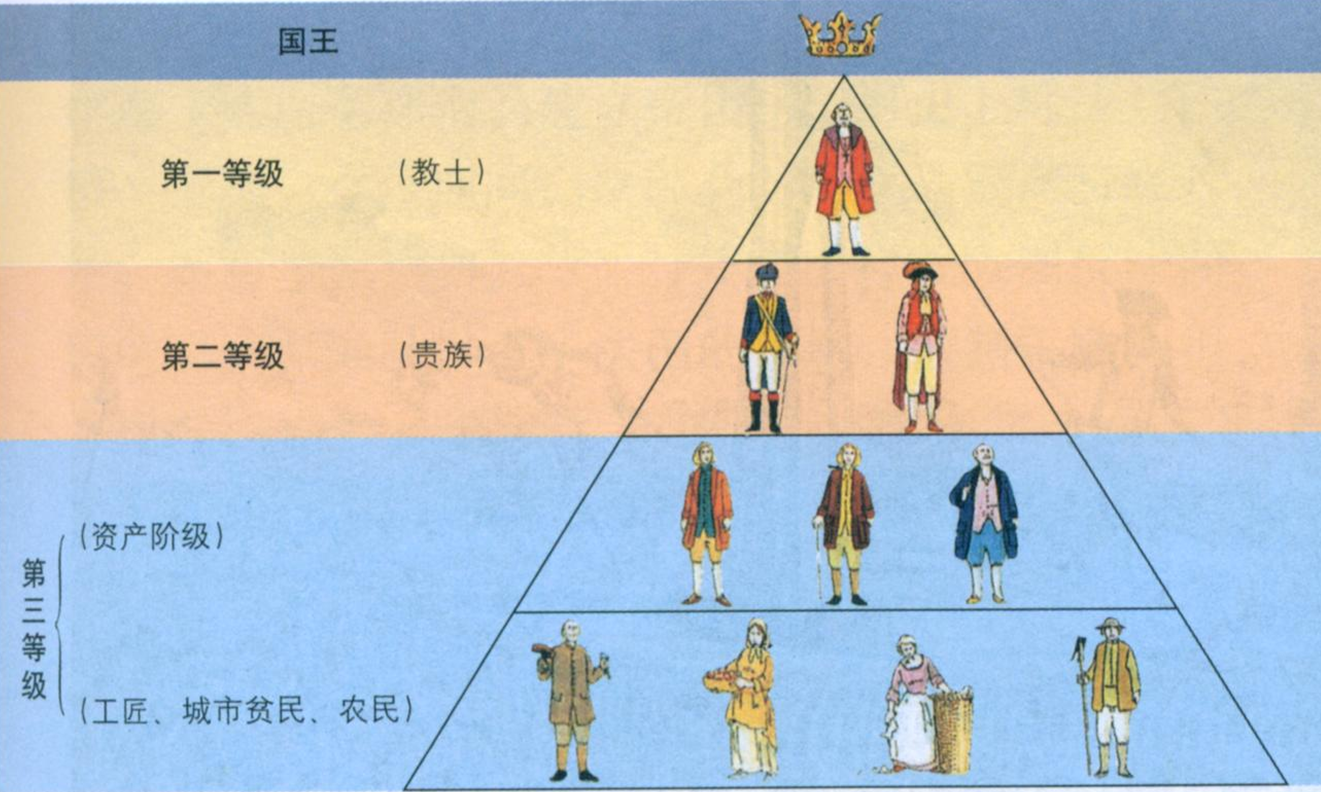 国王
第一等级 (教士)
第二等级 (贵族)
第三等级
(资产阶级)
(工匠、城市贫民、农民)